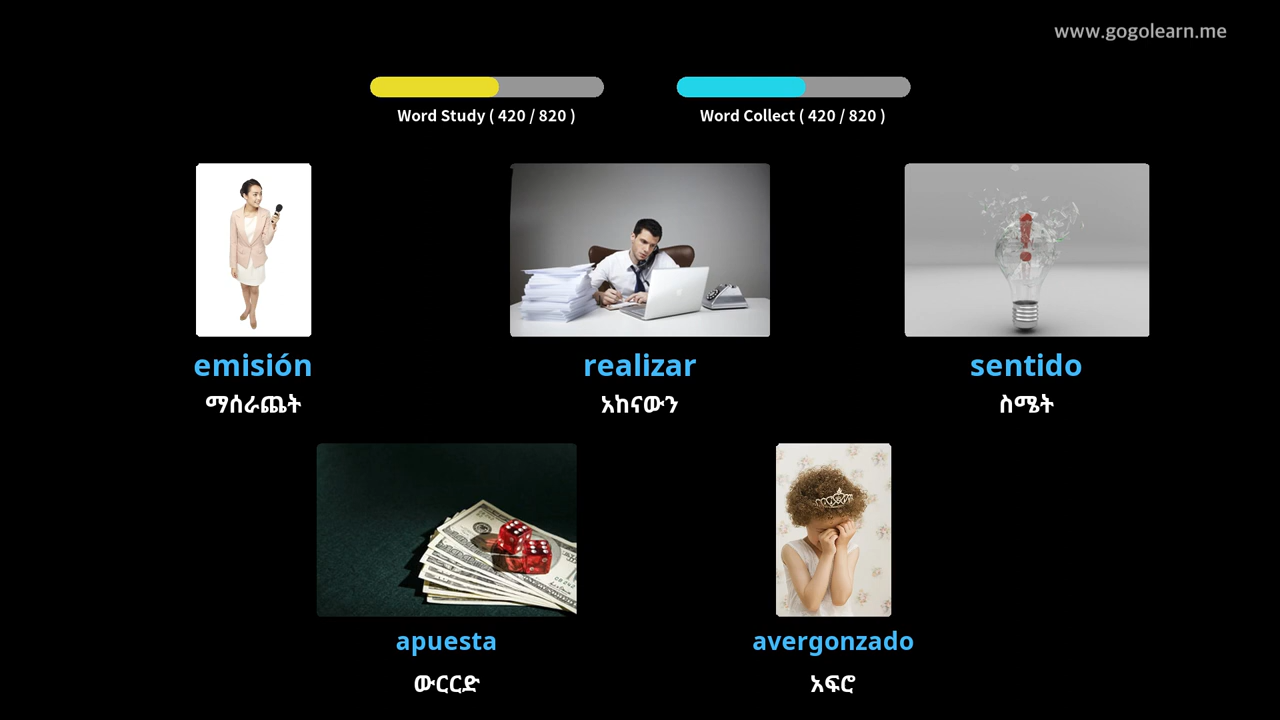 www.gogolearn.me
Word Study ( 420 / 820 )
Word Collect ( 420 / 820 )
emisión
ማሰራጨት
realizar
አከናውን
sentido
ስሜት
apuesta
ውርርድ
avergonzado
አፍሮ